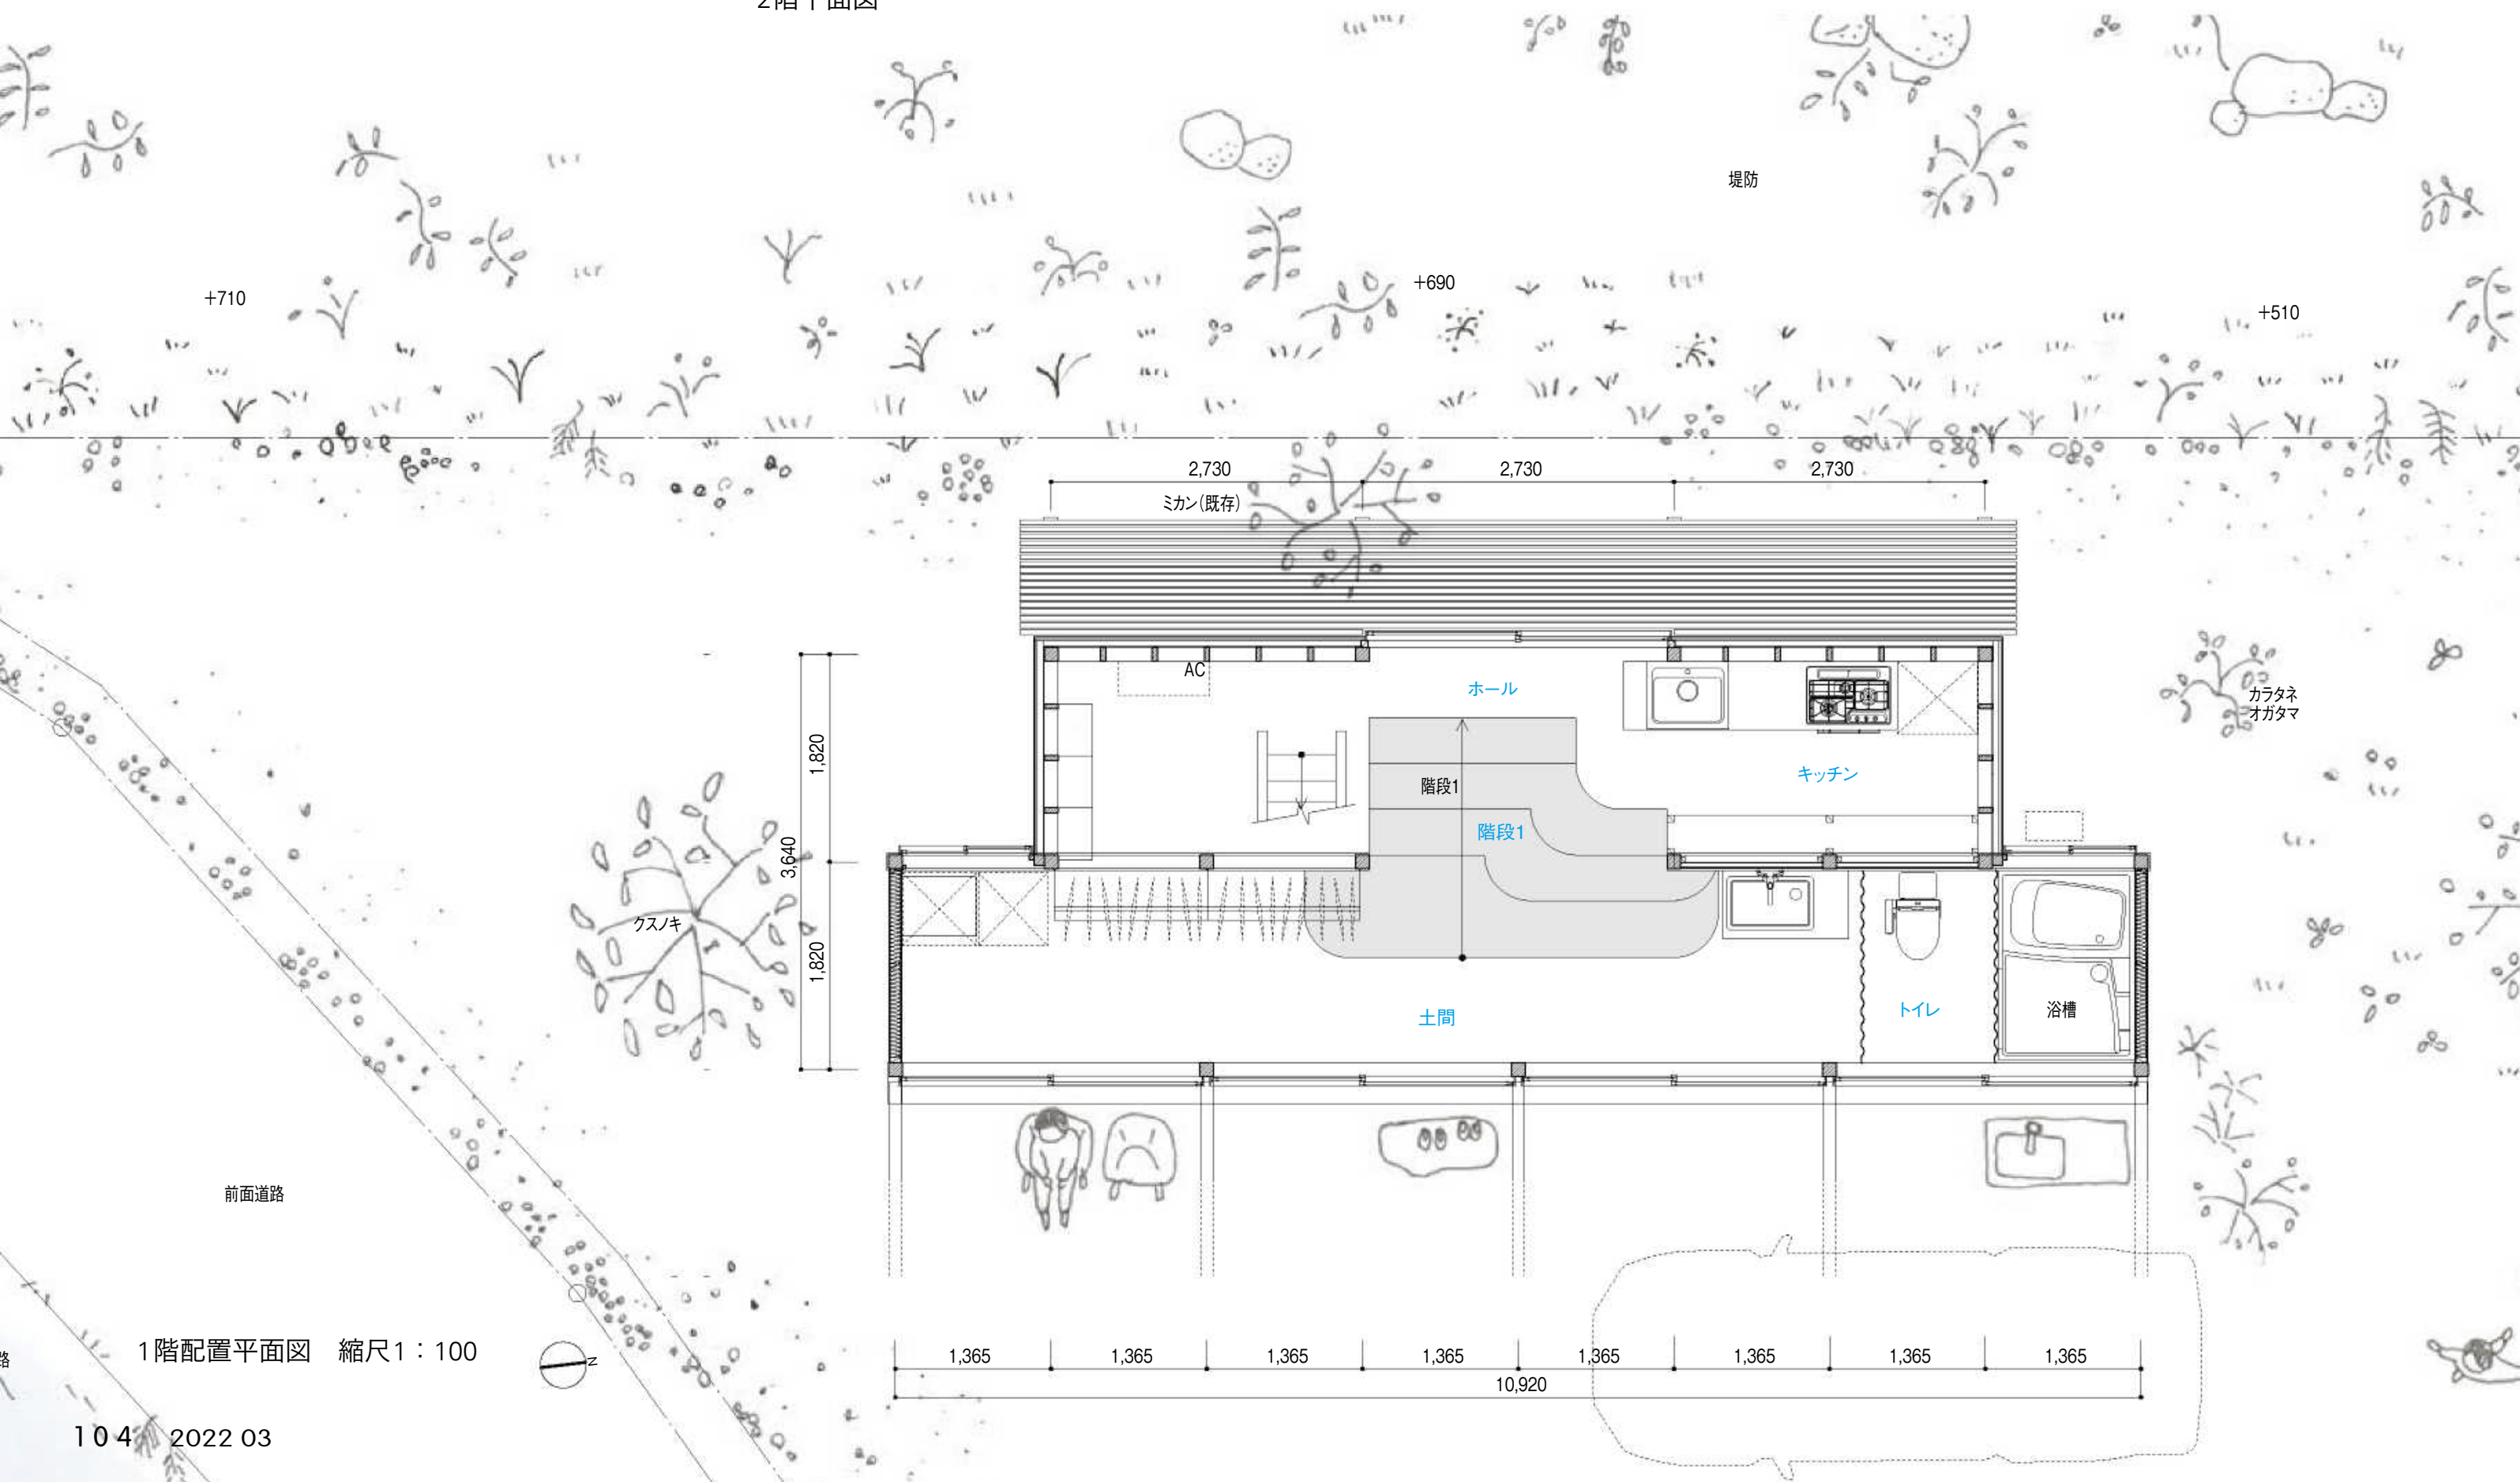 2階平面図
堤防
+690
+710
+510
2,730
2,730
2,730
ミカン(既存)
AC
ホール
カラタネ
オガタマ
1,820
キッチン
階段1
階段1
3,640
クスノキ
1,820
土間
トイレ
浴槽
前面道路
1階配置平面図　縮尺1：100
N
路
1,365
1,365
1,365
1,365
1,365
1,365
1,365
1,365
10,920
104 2022 03